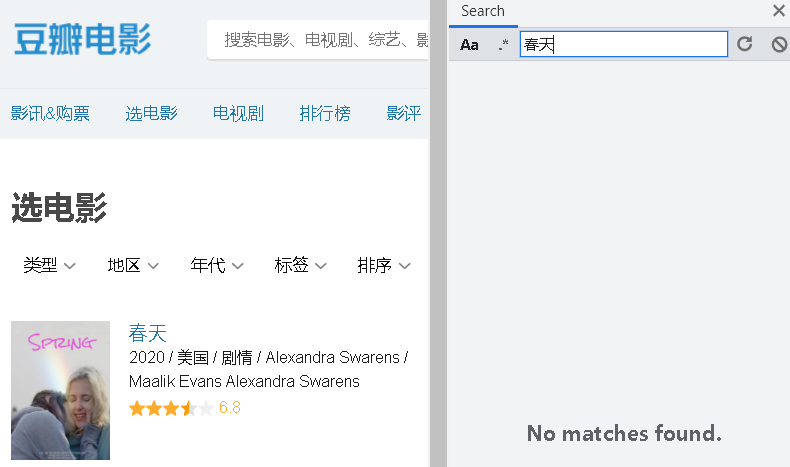 豆瓣电影
搜索电影、电视剧、综艺、影
影讯&购票 选电影 电视剧 排行榜 影评
选电影
类型 地区 年代 标签 排序
SPRING
春天
2020 / 美国 / 剧情 / Alexandra Swarens /
Maalik Evans Alexandra Swarens
6.8
Search
Aa .* 春天
No matches found.